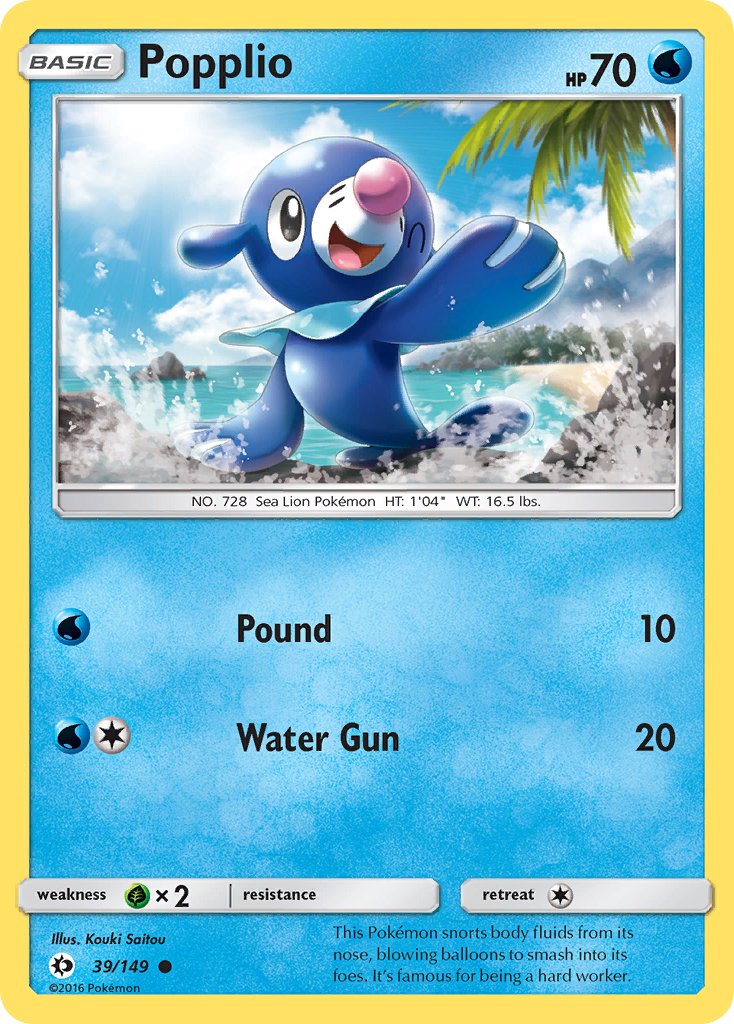 BASIC Popplio HP 70
NO. 728 Sea Lion Pokémon HT: 1'04" WT: 16.5 lbs.
Pound 10
Water Gun 20
weakness × 2 resistance retreat
Illus. Kouki Saitou
39/149
©2016 Pokémon
This Pokémon snorts body fluids from its
nose, blowing balloons to smash into its
foes. It's famous for being a hard worker.